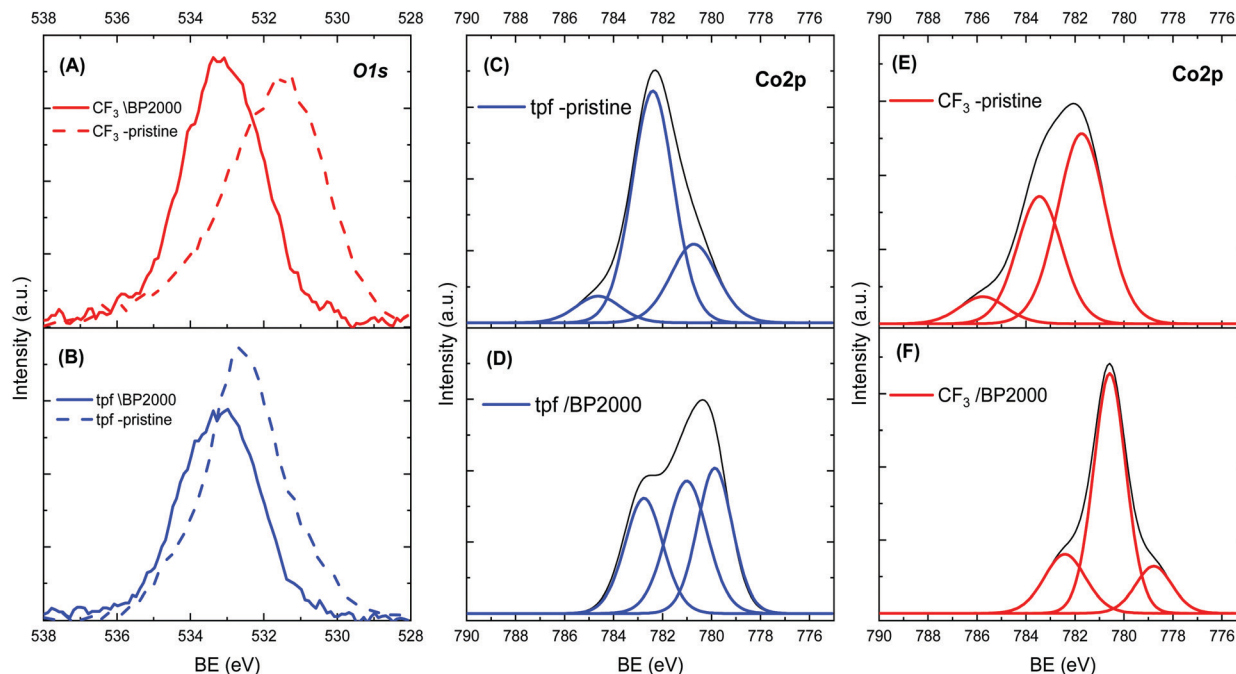 538 536 534 532 530 528
790 788 786 784 782 780 778 776
790 788 786 784 782 780 778 776
(A)
O1s
CF₃ \BP2000
CF₃ -pristine
(C)
tpf -pristine
(E)
Co2p
Co2p
CF₃ -pristine
Intensity (a.u.)
Intensity (a.u.)
Intensity (a.u.)
(B)
tpf \BP2000
tpf -pristine
(D)
tpf /BP2000
(F)
CF₃ /BP2000
538 536 534 532 530 528
790 788 786 784 782 780 778 776
790 788 786 784 782 780 778 776
BE (eV)
BE (eV)
BE (eV)